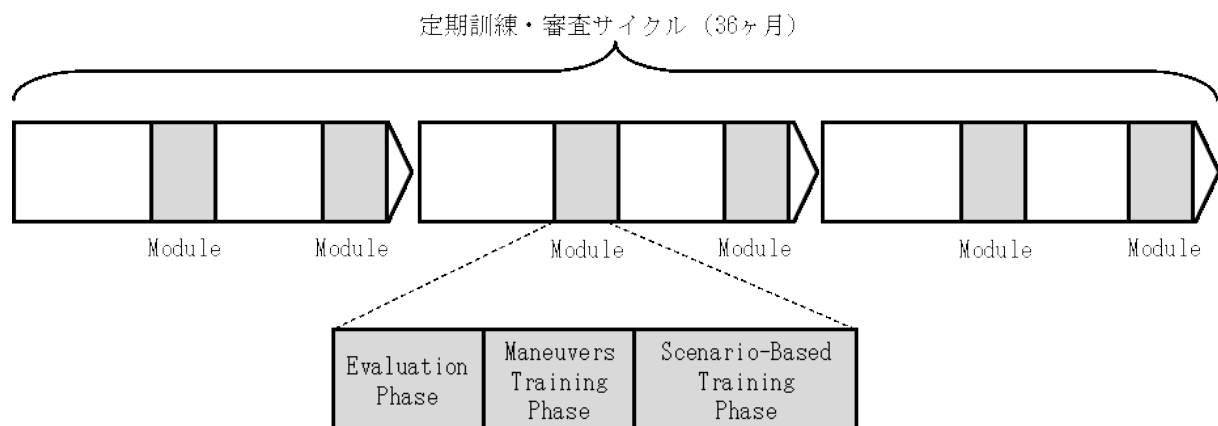 定期訓練・審査サイクル (36ヶ月)
Module
Module
Module
Module
Module
Module
Evaluation
Phase
Maneuvers
Training
Phase
Scenario-Based
Training
Phase